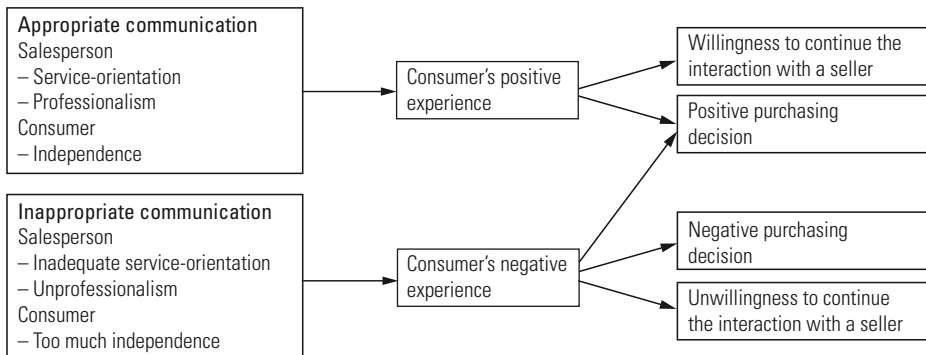 Appropriate communication
Salesperson
– Service-orientation
– Professionalism
Consumer
– Independence
Consumer's positive
experience
Willingness to continue the
interaction with a seller
Positive purchasing
decision
Inappropriate communication
Salesperson
– Inadequate service-orientation
– Unprofessionalism
Consumer
– Too much independence
Consumer's negative
experience
Negative purchasing
decision
Unwillingness to continue
the interaction with a seller